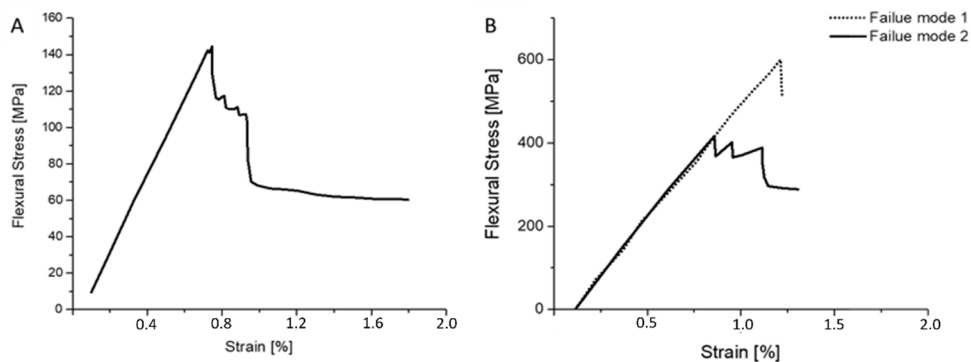 A
Flexural Stress [MPa]
160
140
120
100
80
60
40
20
0
0.4
0.8
1.2
1.6
2.0
Strain [%]
B
Failue mode 1
Failue mode 2
Flexural Stress [MPa]
600
400
200
0
0.5
1.0
1.5
2.0
Strain [%]